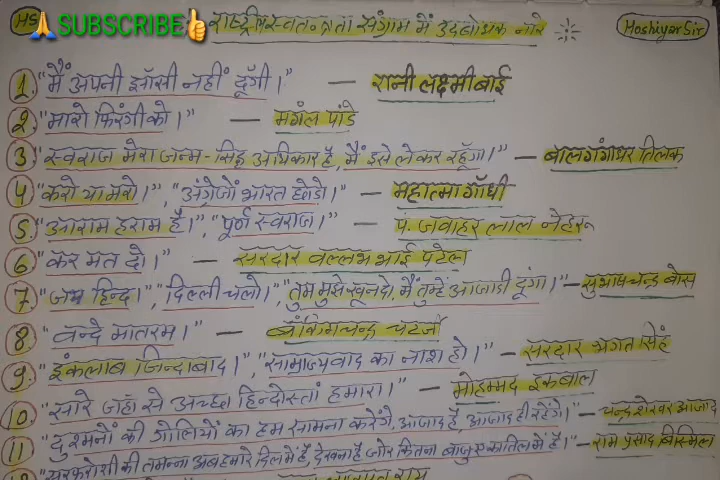 HS 🙏SUBSCRIBE👍 राष्ट्रीय स्वतन्त्रता संग्राम में उद्बोधक नारे Hoshiyar Sir
1. "मैं अपनी झाँसी नहीं दूँगी।" — रानी लक्ष्मीबाई
2. "मारो फिरंगी को।" — मगंल पांडे
3. "स्वराज मेरा जन्म-सिद्ध अधिकार है, मैं इसे लेकर रहूँगा।" — बालगंगाधर तिलक
4. "करो या मरो।", "अंग्रेजों भारत छोडो।" — महात्मा गाँधी
5. "आराम हराम है।", "पूर्ण स्वराज।" — पं. जवाहर लाल नेहरू
6. "कर मत दो।" — सरदार वल्लभ भाई पटेल
7. "जय हिन्द।", "दिल्ली चलो।", "तुम मुझे खून दो, मैं तुम्हें आजादी दूंगा।" — सुभाषचन्द्र बोस
8. "वन्दे मातरम।" — बंकिमचन्द्र चटर्जी
9. "इंकलाब जिन्दाबाद।", "साम्राज्यवाद का नाश हो।" — सरदार भगत सिहं
"सारे जहाँ से अच्छा हिन्दोस्तां हमारा।" — मोहम्मद इकबाल
10. "दुश्मनों की गोलियों का हम सामना करेंगे, आजाद है, आजाद ही रहेंगे।" — चन्द्रशेखर आजाद
11. "सरफरोशी की तमन्ना अब हमारे दिल में है, देखना है जोर कितना बाजु ए कातिल में है।" — राम प्रसाद बिस्मिल